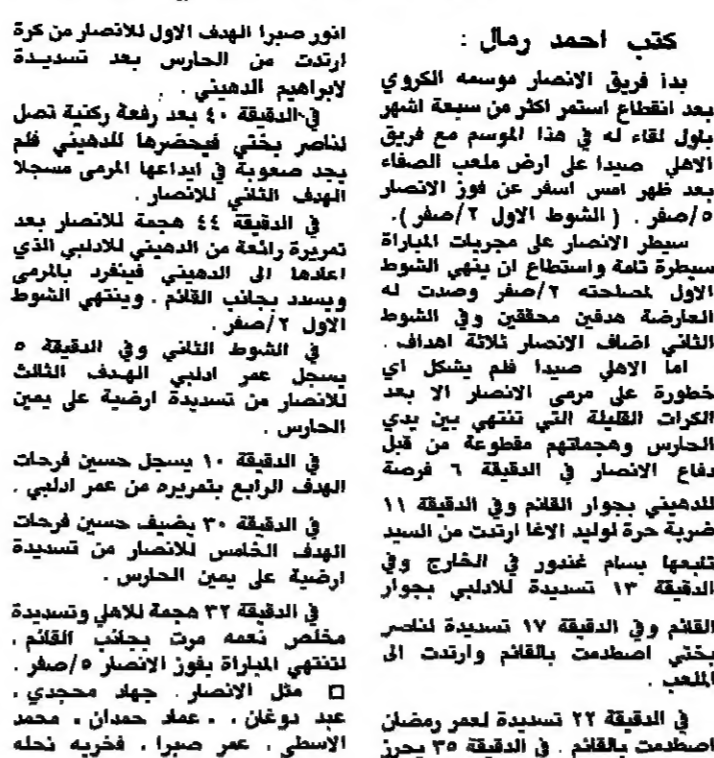 كتب احمد رمال :
بدأ فريق الانصار موسمه الكروي
بعد انقطاع استمر اكثر من سبعة اشهر
باول لقاء له في هذا الموسم مع فريق
الاهلي صيدا على ارض ملعب الصفاء
بعد ظهر امس اسفر عن فوز الانصار
٥/صفر . ( الشوط الاول ٢/صفر ).
سيطر الانصار على مجريات المباراة
سيطرة تامة واستطاع ان ينهي الشوط
الاول لمصلحته ٢/صفر وصدت له
العارضة هدفين محققين وفي الشوط
الثاني اضاف الانصار ثلاثة اهداف .
اما الاهلي صيدا فلم يشكل اي
خطورة على مرمى الانصار الا بعد
الكرات القليلة التي تنتهي بين يدي
الحارس وهجماتهم مقطوعة من قبل
دفاع الانصار في الدقيقة ٦ فرصة
للدهيني بجوار القائم وفي الدقيقة ١١
ضربة حرة لوليد الاغا ارتدت من السيد
تابعها بسام غندور في الخارج وفي
الدقيقة ١٣ تسديدة للادلبي بجوار
القائم وفي الدقيقة ١٧ تسديدة لناصر
بختي اصطدمت بالقائم وارتدت الى
الملعب .
في الدقيقة ٢٢ تسديدة لعمر رمضان
اصطدمت بالقائم . في الدقيقة ٣٥ يحرز
انور صبرا الهدف الاول للانصار من كرة
ارتدت من الحارس بعد تسديدة
لابراهيم الدهيني .
في الدقيقة ٤٠ بعد رفعة ركنية تصل
لناصر بختي فيحضرها للدهيني فلم
يجد صعوبة في ايداعها المرمى مسجلا
الهدف الثاني للانصار .
في الدقيقة ٤٤ هجمة للانصار بعد
تمريرة رائعة من الدهيني للادلبي الذي
اعادها الى الدهيني فينفرد بالمرمى
ويسدد بجانب القائم . وينتهي الشوط
الاول ٢/صفر .
في الشوط الثاني وفي الدقيقة ٥
يسجل عمر ادلبي الهدف الثالث
للانصار من تسديدة ارضية على يمين
الحارس .
في الدقيقة ١٠ يسجل حسين فرحات
الهدف الرابع بتمريره من عمر ادلبي .
في الدقيقة ٣٠ يضيف حسين فرحات
الهدف الخامس للانصار من تسديدة
ارضية على يمين الحارس .
في الدقيقة ٣٢ هجمة للاهلي وتسديدة
مخلص نعمه مرت بجانب القائم .
لتنتهي المباراة بفوز الانصار ٥/صفر .
□ مثل الانصار . جهاد محجدي .
عبد دوغان . . عماد حمدان . محمد
الاسطي . عمر صبرا . فخريه نحله